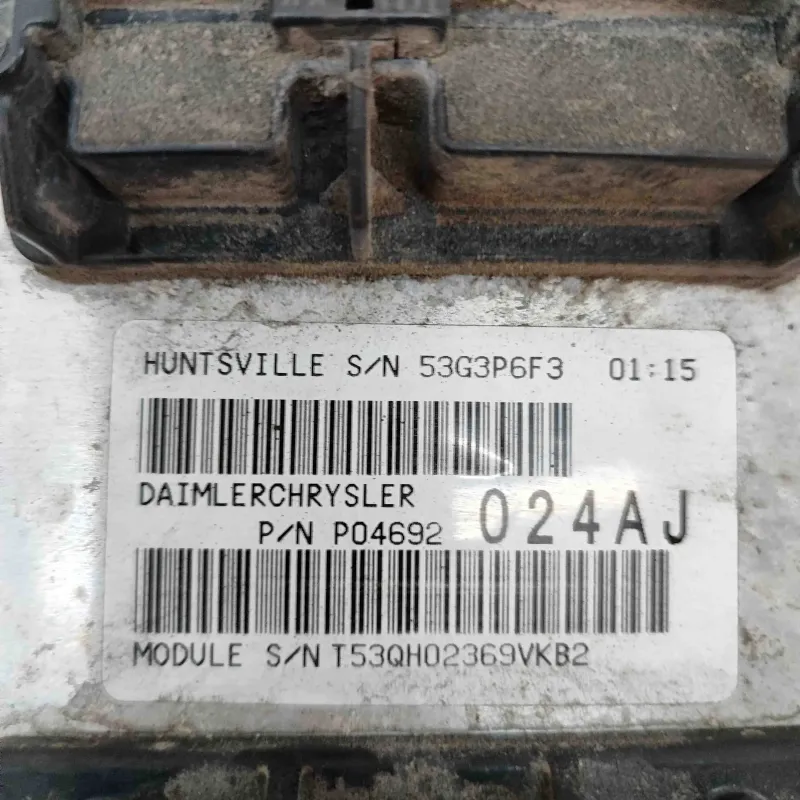 HUNTSVILLE S/N 53G3P6F3 01:15
DAIMLERCHRYSLER
P/N P04692 024AJ
MODULE S/N T53QH02369VKB2